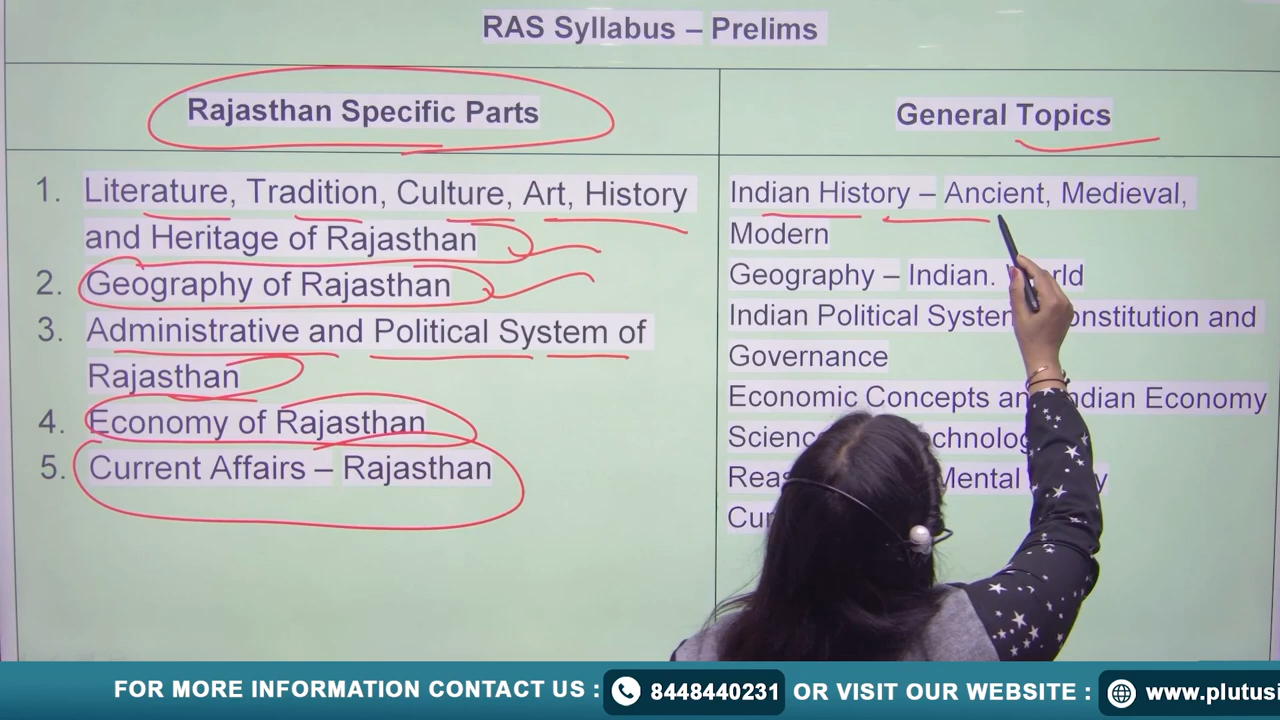 RAS Syllabus – Prelims
Rajasthan Specific Parts
General Topics
1. Literature, Tradition, Culture, Art, History
and Heritage of Rajasthan
2. Geography of Rajasthan
3. Administrative and Political System of
Rajasthan
4. Economy of Rajasthan
5. Current Affairs – Rajasthan
Indian History – Ancient, Medieval,
Modern
Geography – Indian.
Indian Political and
Governance
Economic Concepts Indian Economy
Mental
FOR MORE INFORMATION CONTACT US : 8448440231 OR VISIT OUR WEBSITE :